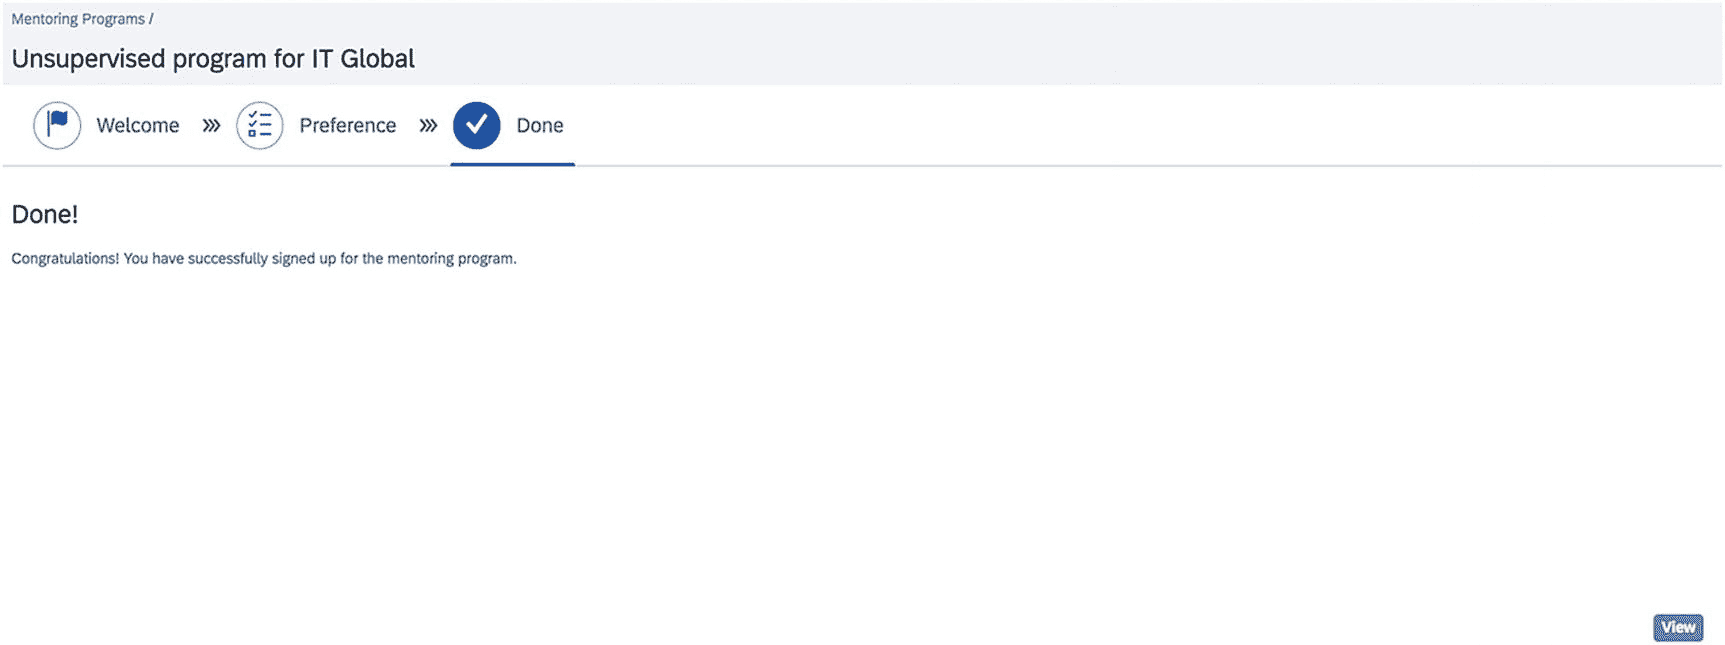 Mentoring Programs /
Unsupervised program for IT Global
Welcome
Preference
Done
Done!
Congratulations! You have successfully signed up for the mentoring program.
View